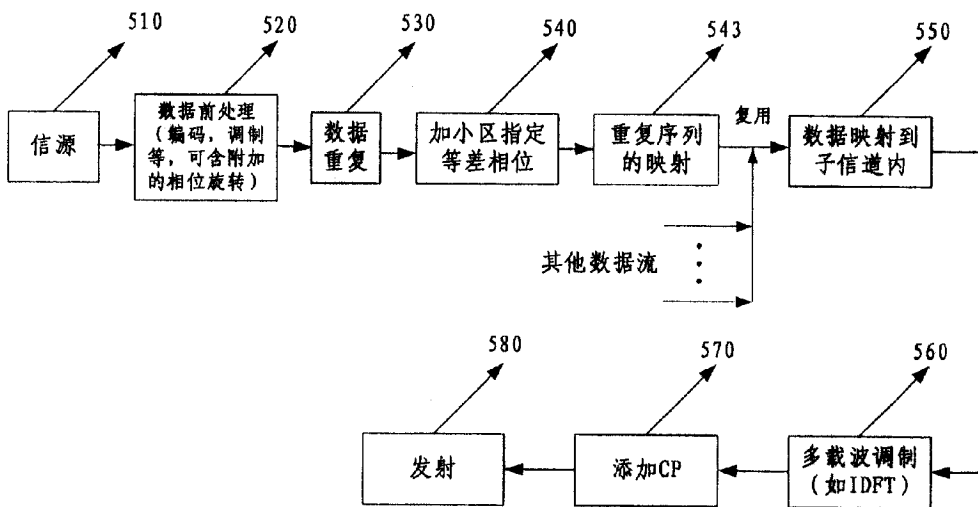 510
520
530
540
543
550
信源
数据前处理
(编码，调制
等，可含附加
的相位旋转)
数据
重复
加小区指定
等差相位
重复序列
的映射
复用
数据映射到
子信道内
其他数据流
580
570
560
发射
添加CP
多载波调制
(如IDFT)